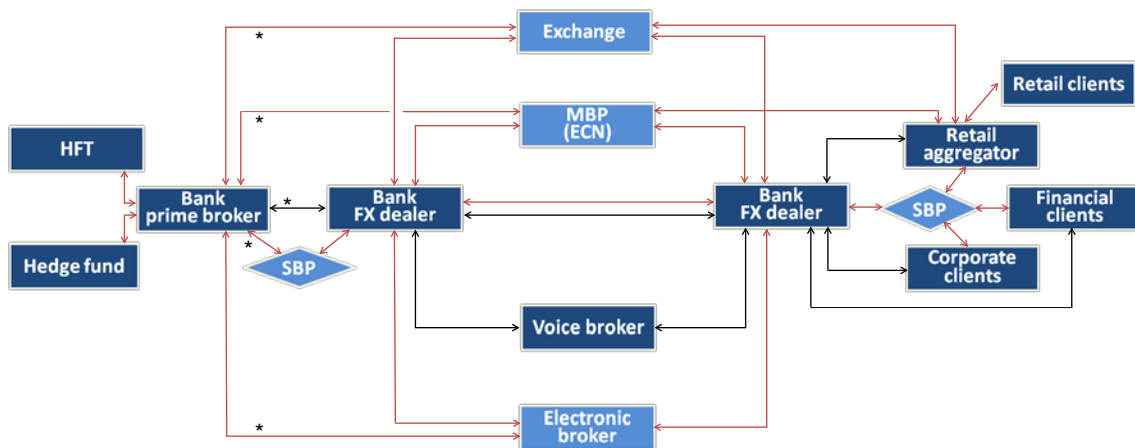 *
Exchange
Retail clients
*
MBP
(ECN)
HFT
Retail
aggregator
Bank
prime broker
*
Bank
FX dealer
Bank
FX dealer
SBP
Financial
clients
*
Hedge fund
SBP
Corporate
clients
Voice broker
*
Electronic
broker